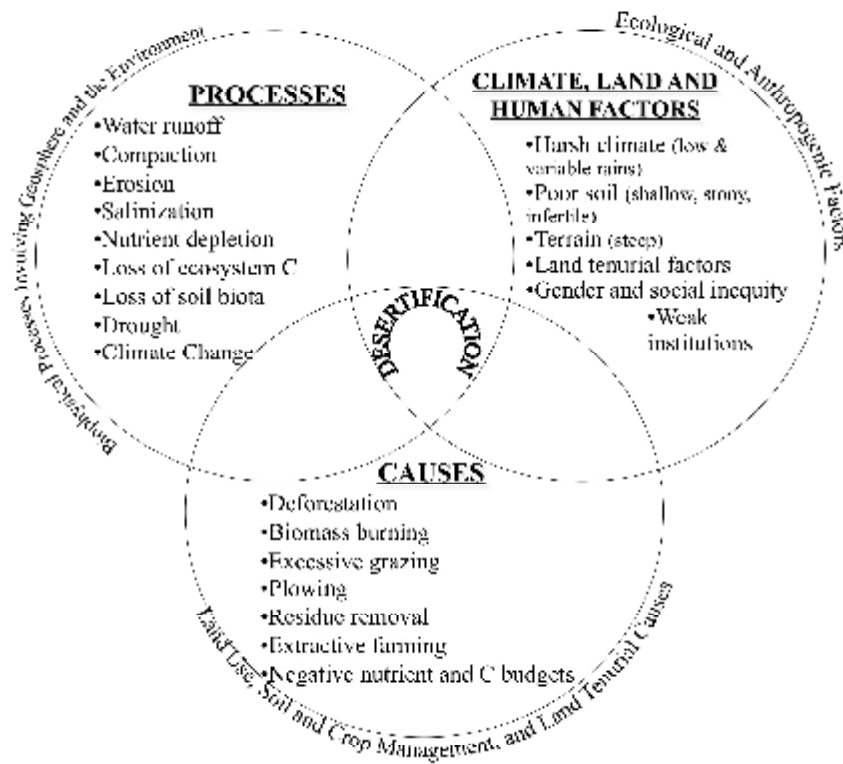 Biophysical Processes Involving Geosphere and the Environment
PROCESSES
•Water runoff
•Compaction
•Erosion
•Salinization
•Nutrient depletion
•Loss of ecosystem C
•Loss of soil biota
•Drought
•Climate Change
Ecological and Anthropogenic Factors
CLIMATE, LAND AND
HUMAN FACTORS
•Harsh climate (low &
variable rains)
•Poor soil (shallow, stony,
infertile)
•Terrain (steep)
•Land tenurial factors
•Gender and social inequity
•Weak
institutions
DESERTIFICATION
CAUSES
•Deforestation
•Biomass burning
•Excessive grazing
•Plowing
•Residue removal
•Extractive farming
•Negative nutrient and C budgets
Land Use, Soil and Crop Management, and Land Tenurial Causes